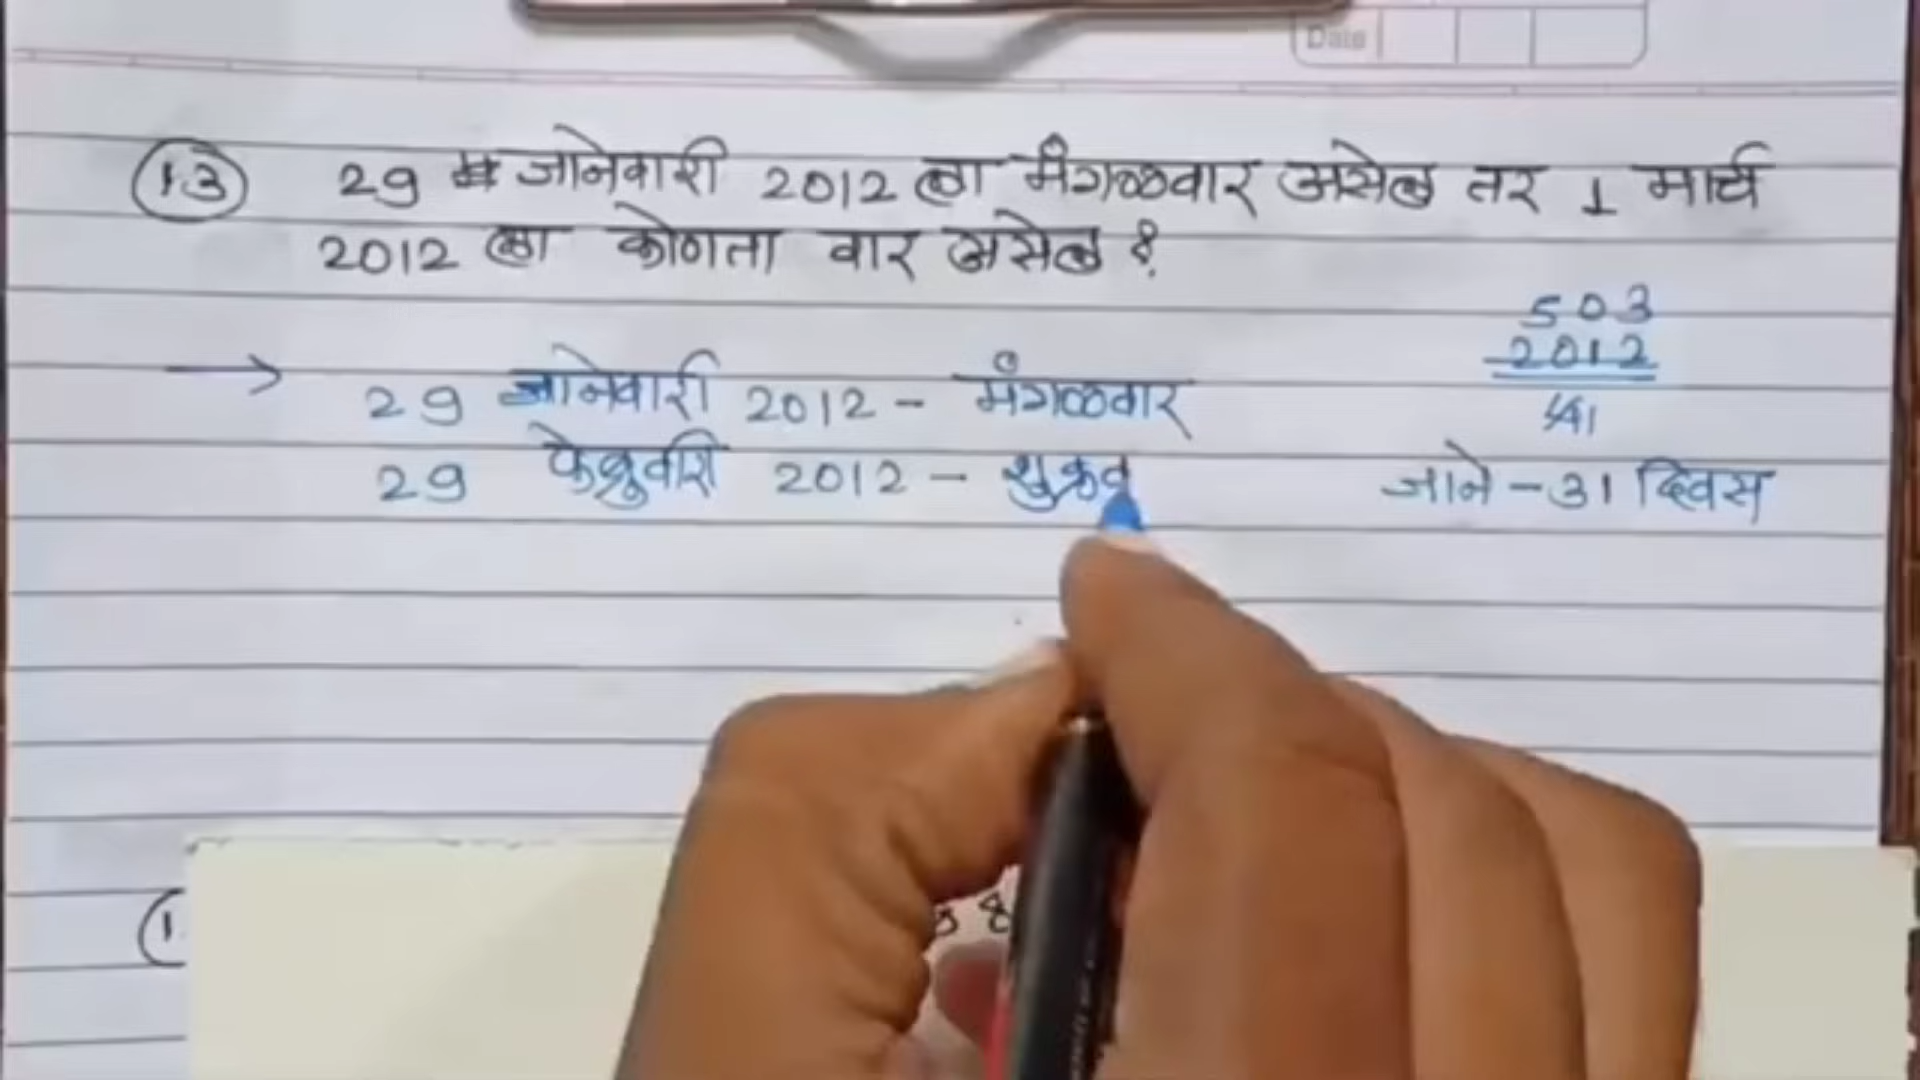 Date
13 29 जानेवारी 2012 ला मंगळवार असेल तर 1 मार्च
2012 ला कोणता वार असेल ?
503
2012
→ 29 जानेवारी 2012 - मंगळवार
29 फेब्रुवारी 2012 - शुक्रव
जाने - 31 दिवस